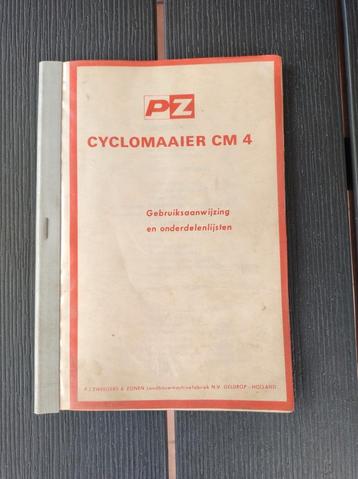 PZ
CYCLOMAAIER CM 4
Gebruiksaanwijzing
en onderdelenlijsten
P.J. ZWEEGERS & ZONEN Landbouwmachinefabriek N.V. GELDROP - HOLLAND